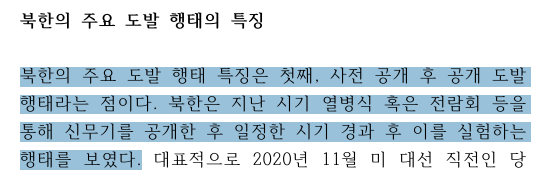 북한의 주요 도발 행태의 특징
북한의 주요 도발 행태 특징은 첫째, 사전 공개 후 공개 도발
행태라는 점이다. 북한은 지난 시기 열병식 혹은 전람회 등을
통해 신무기를 공개한 후 일정한 시기 경과 후 이를 실험하는
행태를 보였다. 대표적으로 2020년 11월 미 대선 직전인 당